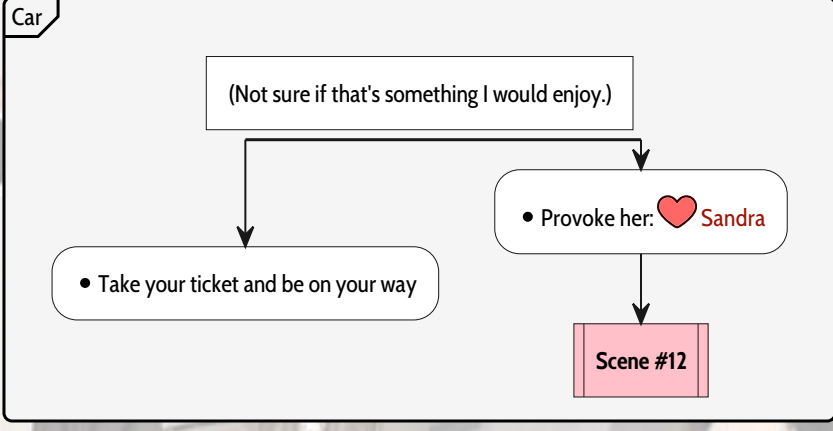 Car
(Not sure if that's something I would enjoy.)
• Provoke her: Sandra
• Take your ticket and be on your way
Scene #12